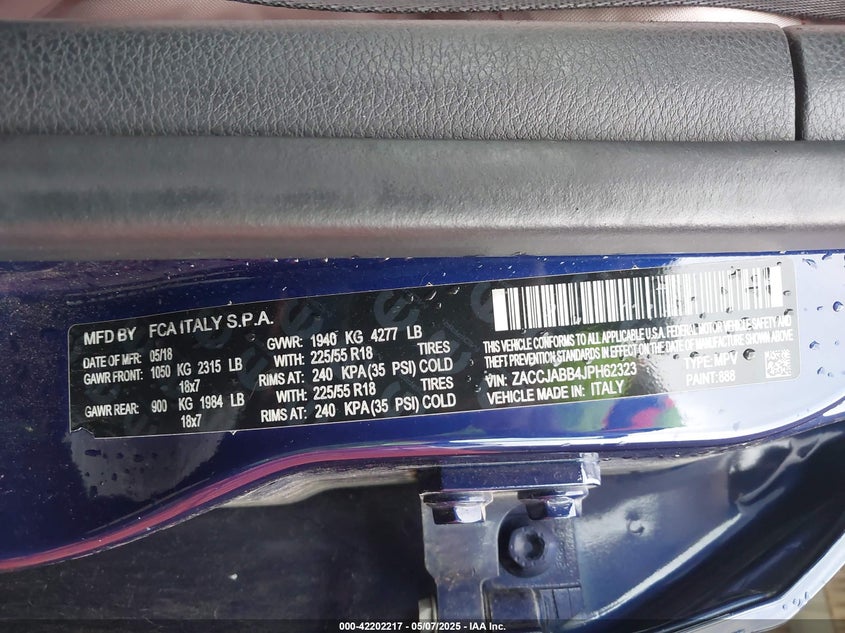 MFD BY FCA ITALY S.P.A.
DATE OF MFR: 05/18 GVWR: 1940 KG 4277 LB
GAWR FRONT: 1050 KG 2315 LB WITH: 225/55 R18 TIRES
18x7 RIMS AT: 240 KPA(35 PSI) COLD
GAWR REAR: 900 KG 1984 LB WITH: 225/55 R18 TIRES
18x7 RIMS AT: 240 KPA(35 PSI) COLD
THIS VEHICLE CONFORMS TO ALL APPLICABLE U.S.A. FEDERAL MOTOR VEHICLE SAFETY AND
THEFT PREVENTION STANDARDS IN EFFECT ON THE DATE OF MANUFACTURE SHOWN ABOVE.
VIN: ZACCJABB4JPH62323 TYPE: MPV
VEHICLE MADE IN: ITALY PAINT: 888
000-42202217 - 05/07/2025 - IAA Inc.